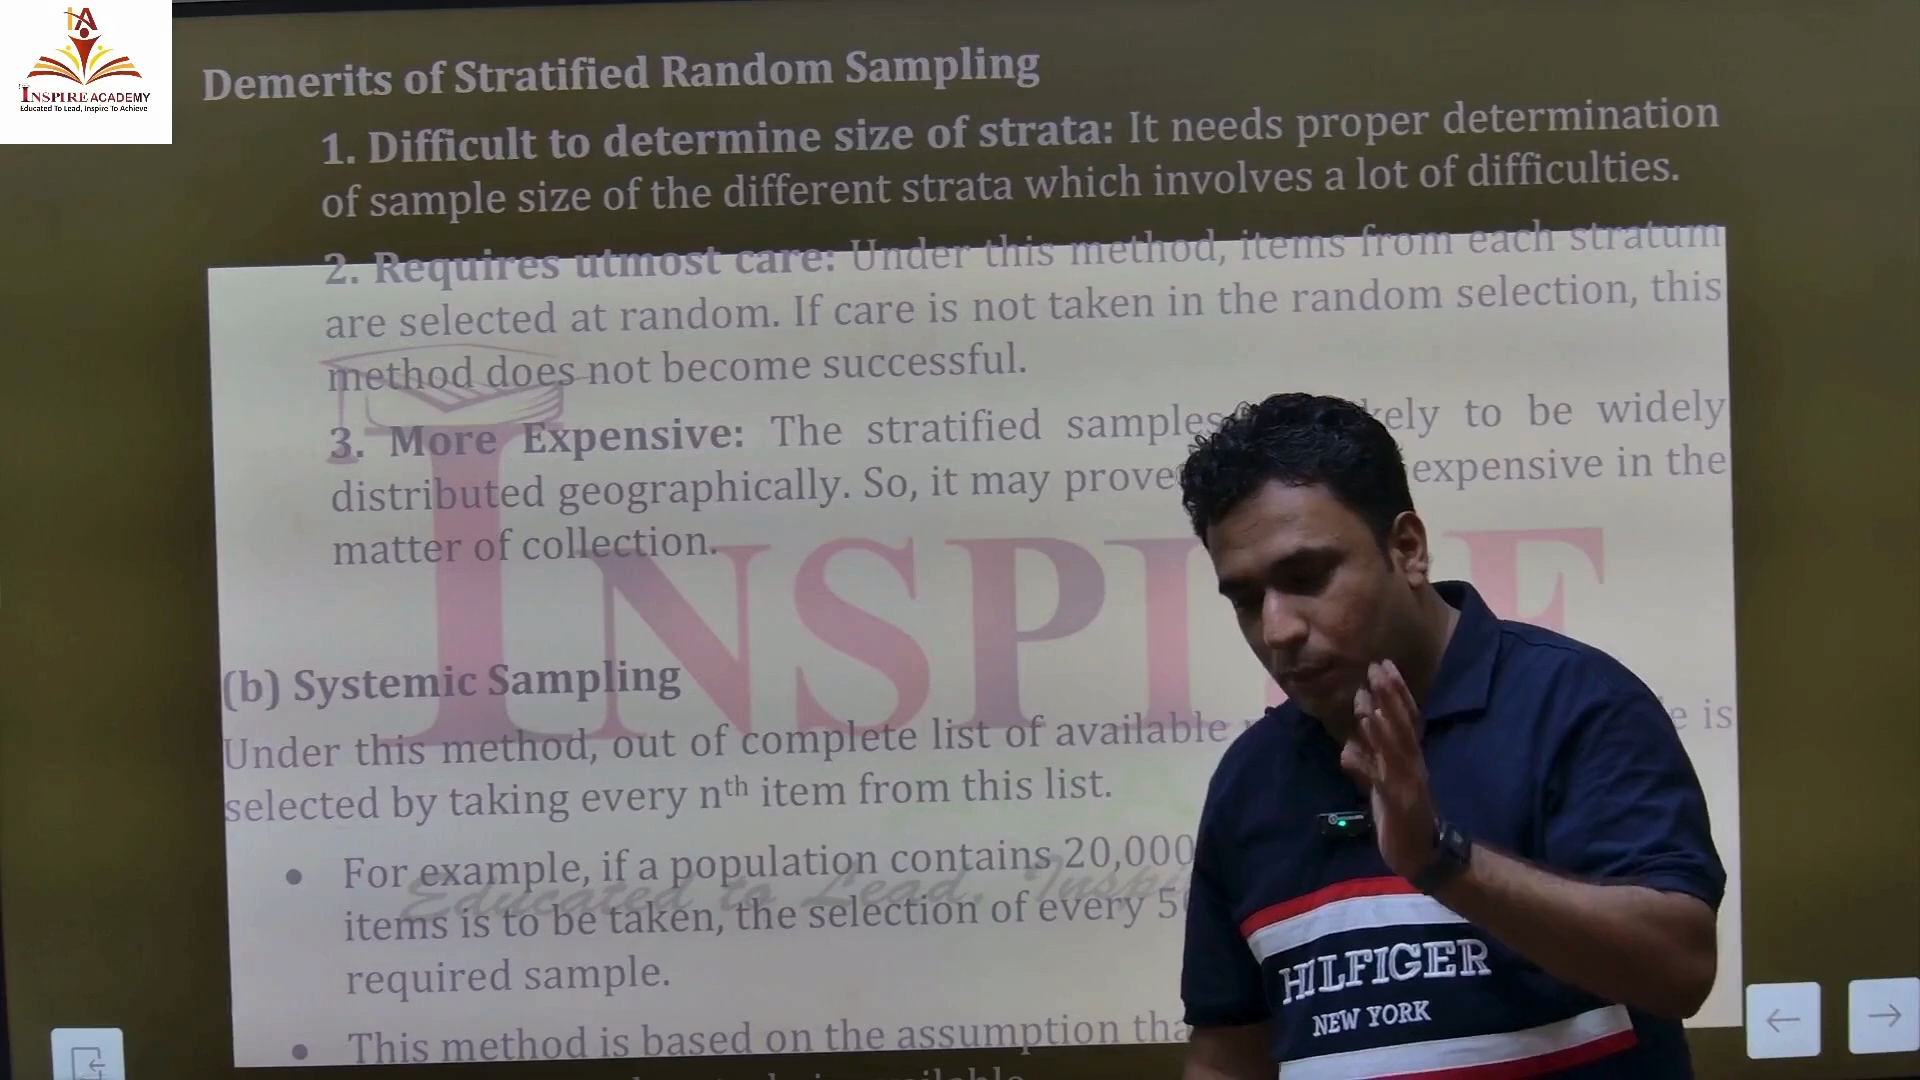 IA
INSPIRE ACADEMY
Educated To Lead, Inspire To Achieve
Demerits of Stratified Random Sampling
1. Difficult to determine size of strata: It needs proper determination
of sample size of the different strata which involves a lot of difficulties.
2. Requires utmost care: Under this method, items from each stratum
are selected at random. If care is not taken in the random selection, this
method does not become successful.
3. More Expensive: The stratified samples ely to be widely
distributed geographically. So, it may prove expensive in the
matter of collection.
INSPI E
(b) Systemic Sampling
Under this method, out of complete list of available e is
selected by taking every nth item from this list.
• For example, if a population contains 20,000
items is to be taken, the selection of every 5
required sample.
Educated to Lead, Inspi
• This method is based on the assumption tha
HILFIGER
NEW YORK